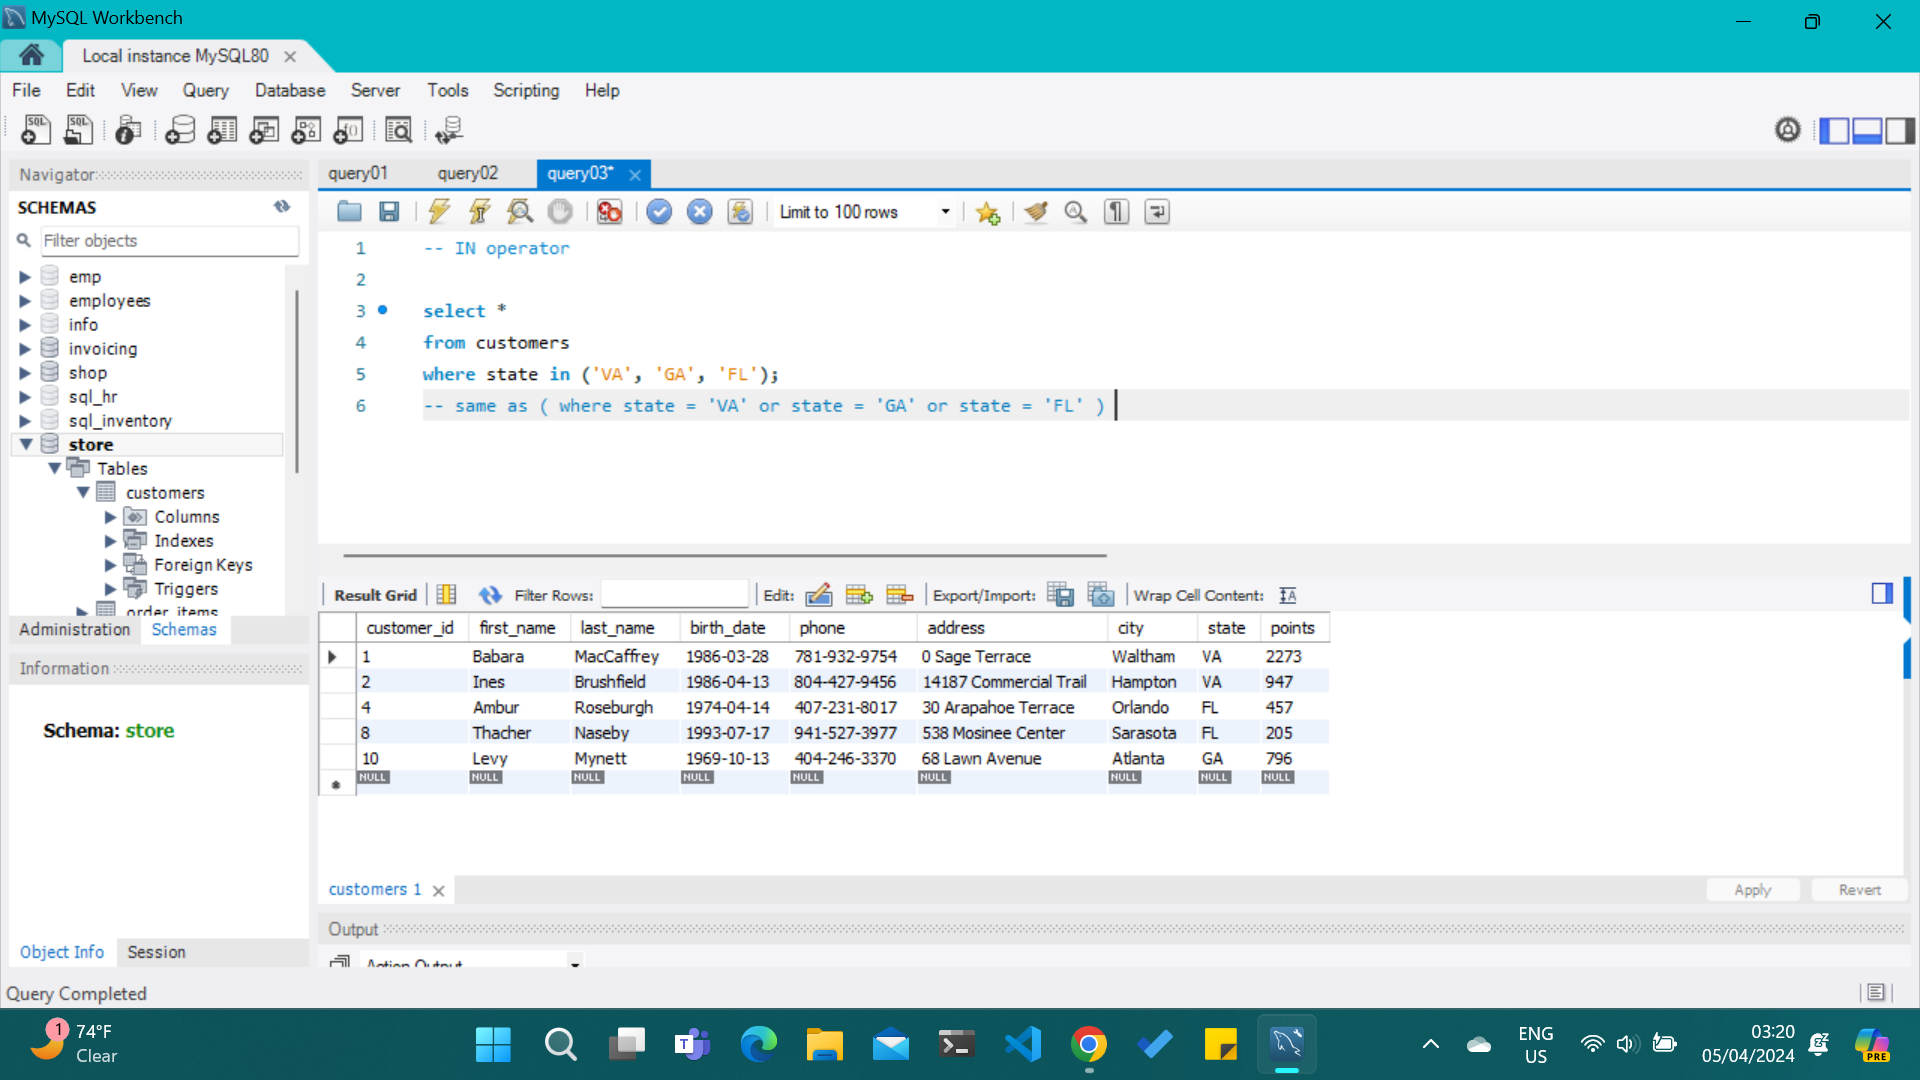 MySQL Workbench
Local instance MySQL80
File Edit View Query Database Server Tools Scripting Help
Navigator
SCHEMAS
Filter objects
emp
employees
info
invoicing
shop
sql_hr
sql_inventory
store
Tables
customers
Columns
Indexes
Foreign Keys
Triggers
order_items
Administration Schemas
Information
Schema: store
Object Info Session
query01 query02 query03*
Limit to 100 rows
1 -- IN operator
2
3 select *
4 from customers
5 where state in ('VA', 'GA', 'FL');
6 -- same as ( where state = 'VA' or state = 'GA' or state = 'FL' )
Result Grid Filter Rows: Edit: Export/Import: Wrap Cell Content:
customer_id first_name last_name birth_date phone address city state points
1 Babara MacCaffrey 1986-03-28 781-932-9754 0 Sage Terrace Waltham VA 2273
2 Ines Brushfield 1986-04-13 804-427-9456 14187 Commercial Trail Hampton VA 947
4 Ambur Roseburgh 1974-04-14 407-231-8017 30 Arapahoe Terrace Orlando FL 457
8 Thacher Naseby 1993-07-17 941-527-3977 538 Mosinee Center Sarasota FL 205
10 Levy Mynett 1969-10-13 404-246-3370 68 Lawn Avenue Atlanta GA 796
NULL NULL NULL NULL NULL NULL NULL NULL NULL
customers 1
Apply Revert
Output
Action Output
Query Completed
1
74°F
Clear
ENG
US
03:20
05/04/2024
PRE